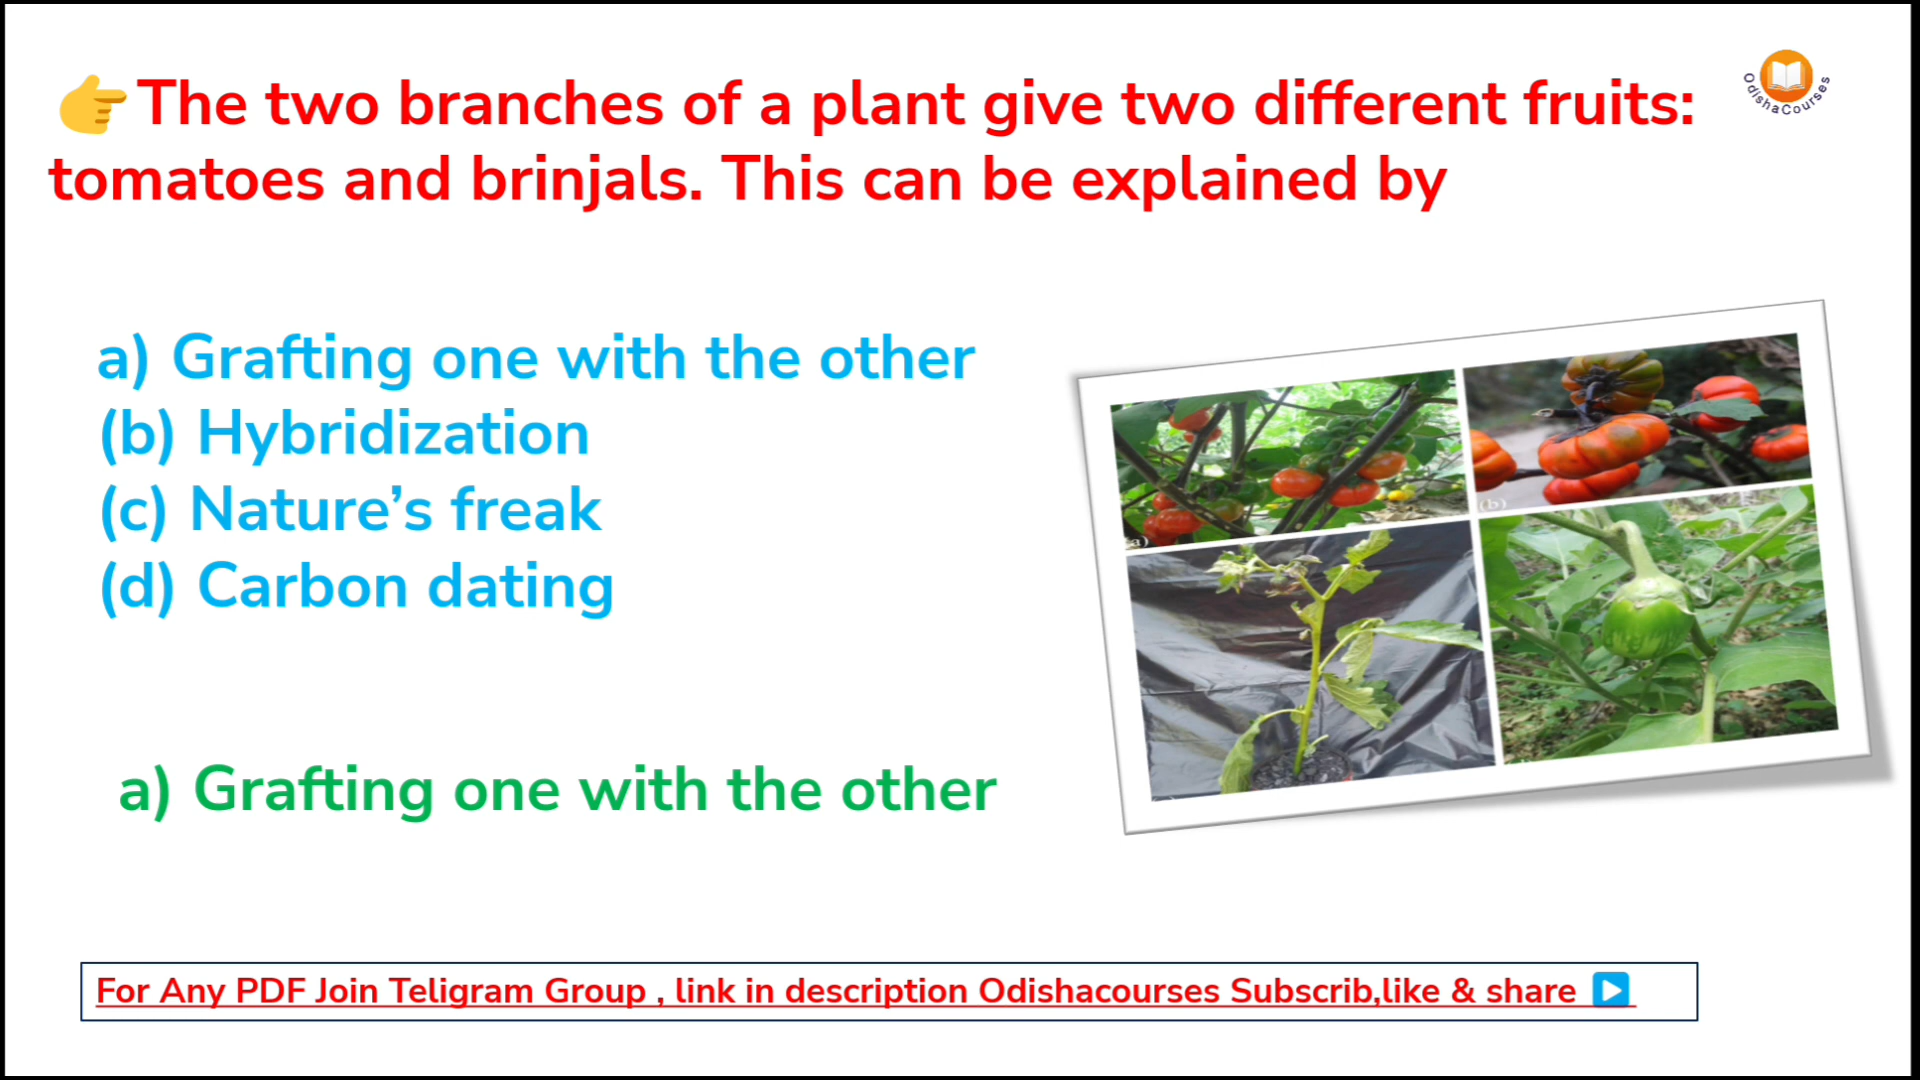 👉The two branches of a plant give two different fruits:
tomatoes and brinjals. This can be explained by
OdishaCourses
a) Grafting one with the other
(b) Hybridization
(c) Nature’s freak
(d) Carbon dating
(a)
(b)
a) Grafting one with the other
For Any PDF Join Teligram Group , link in description Odishacourses Subscrib,like & share ▶️